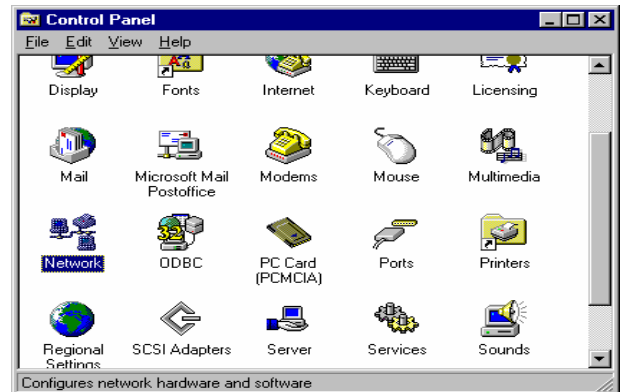 Control Panel
File Edit View Help
Display Fonts Internet Keyboard Licensing
Mail Microsoft Mail Postoffice Modems Mouse Multimedia
Network ODBC PC Card (PCMCIA) Ports Printers
Regional Settings SCSI Adapters Server Services Sounds
Configures network hardware and software